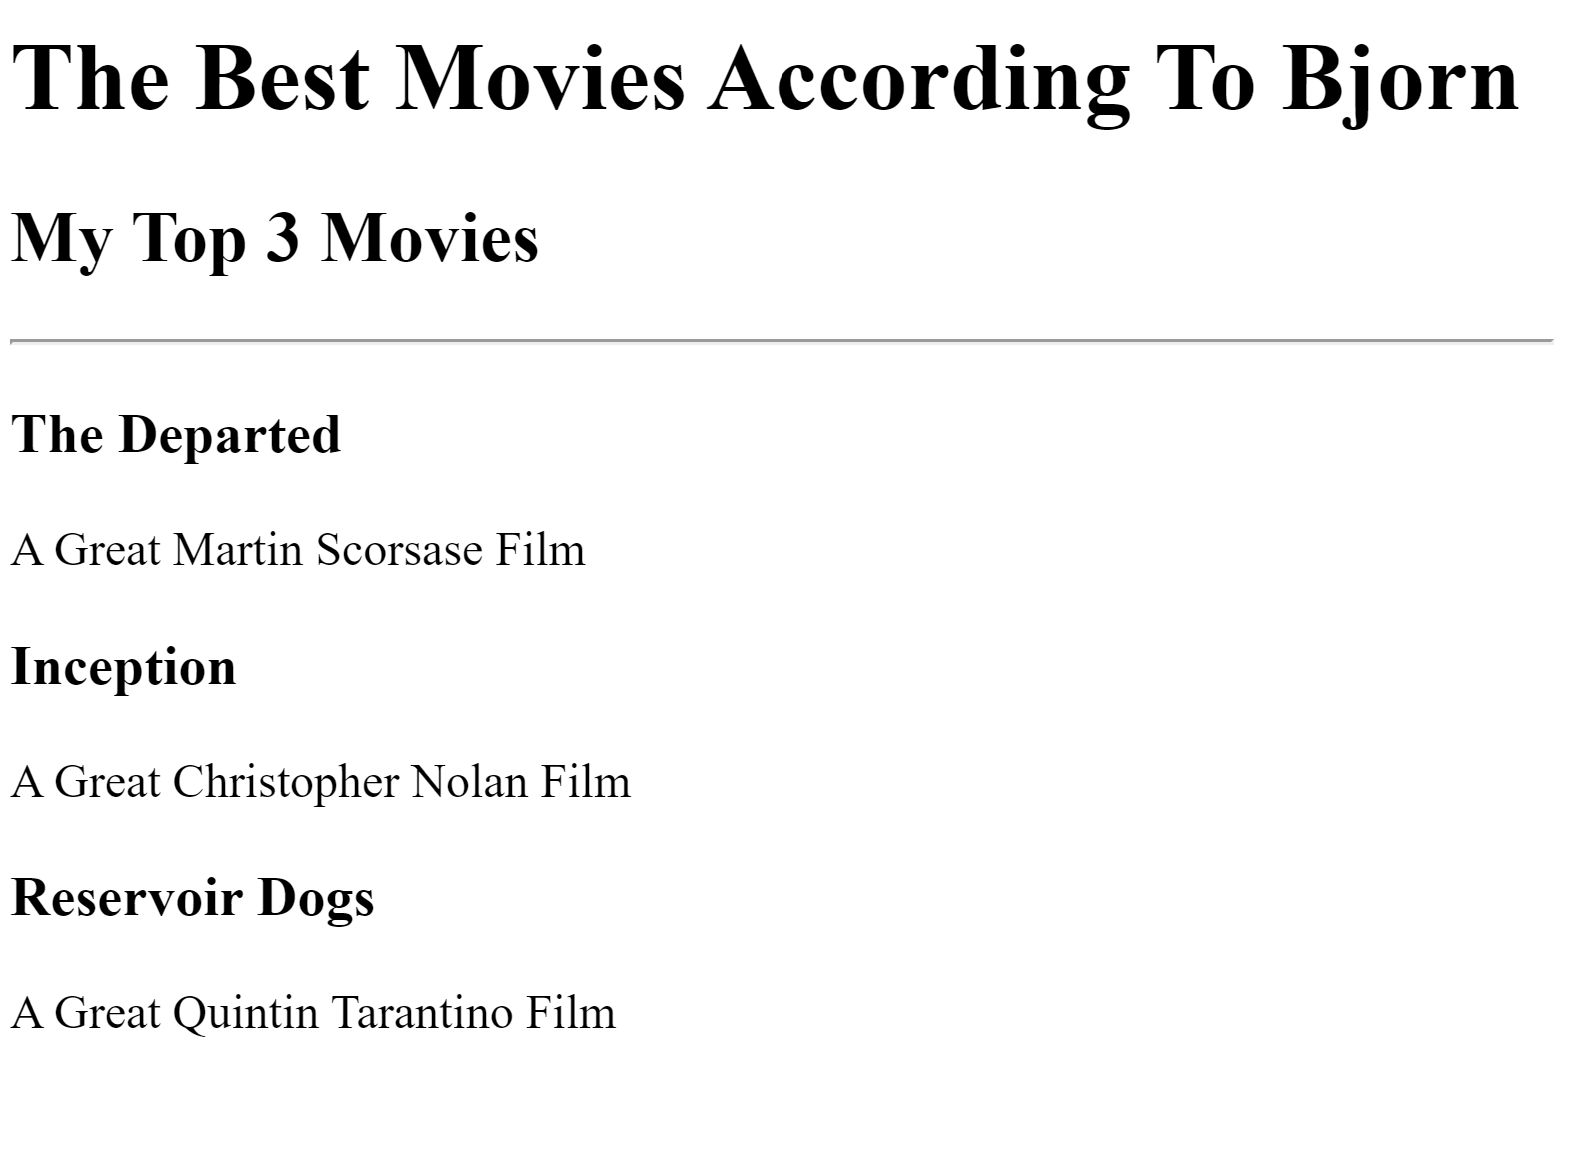 The Best Movies According To Bjorn
My Top 3 Movies
The Departed
A Great Martin Scorsase Film
Inception
A Great Christopher Nolan Film
Reservoir Dogs
A Great Quintin Tarantino Film